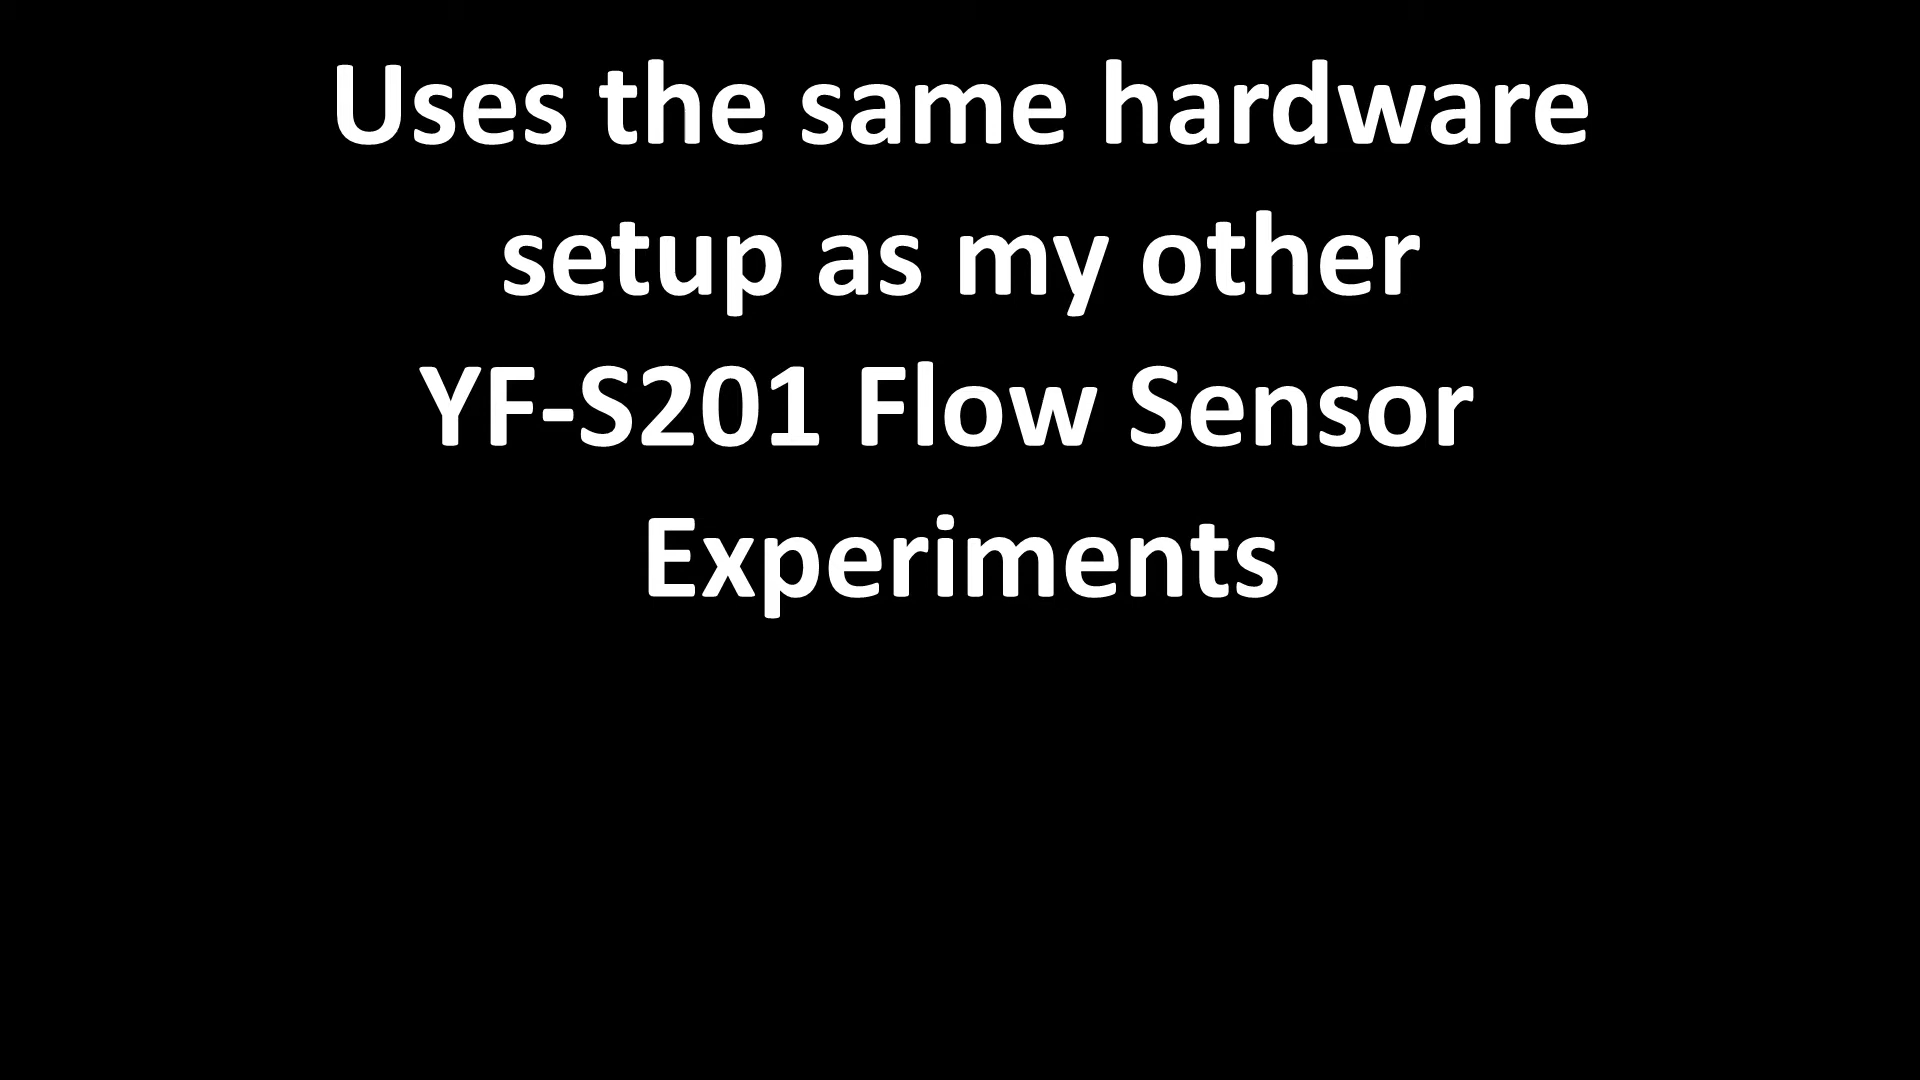 Uses the same hardware
setup as my other
YF-S201 Flow Sensor
Experiments